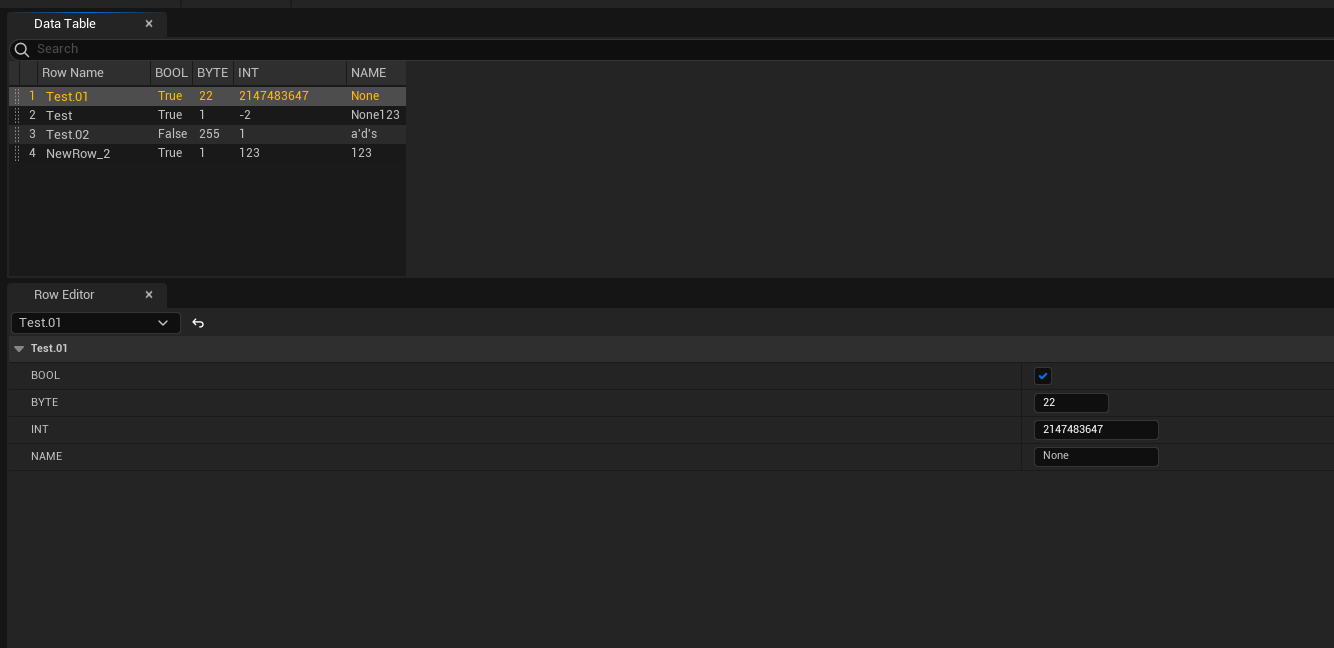 Data Table
Search
Row Name BOOL BYTE INT NAME
1 Test.01 True 22 2147483647 None
2 Test True 1 -2 None123
3 Test.02 False 255 1 a'd's
4 NewRow_2 True 1 123 123
Row Editor
Test.01
Test.01
BOOL
BYTE 22
INT 2147483647
NAME None